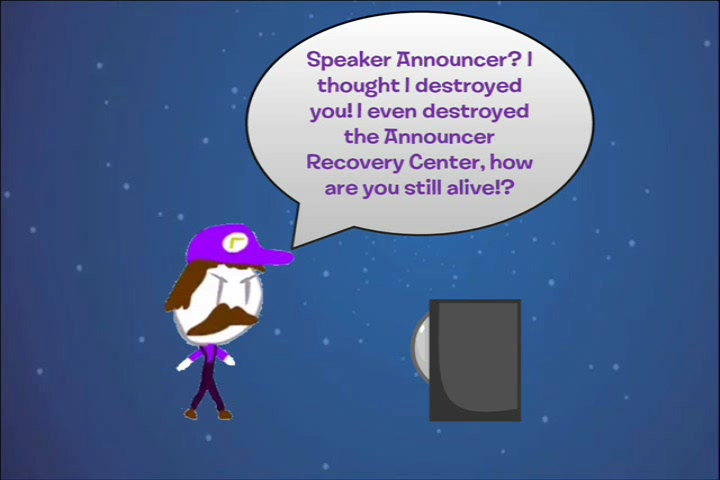 Speaker Announcer? I
thought I destroyed
you! I even destroyed
the Announcer
Recovery Center, how
are you still alive!?